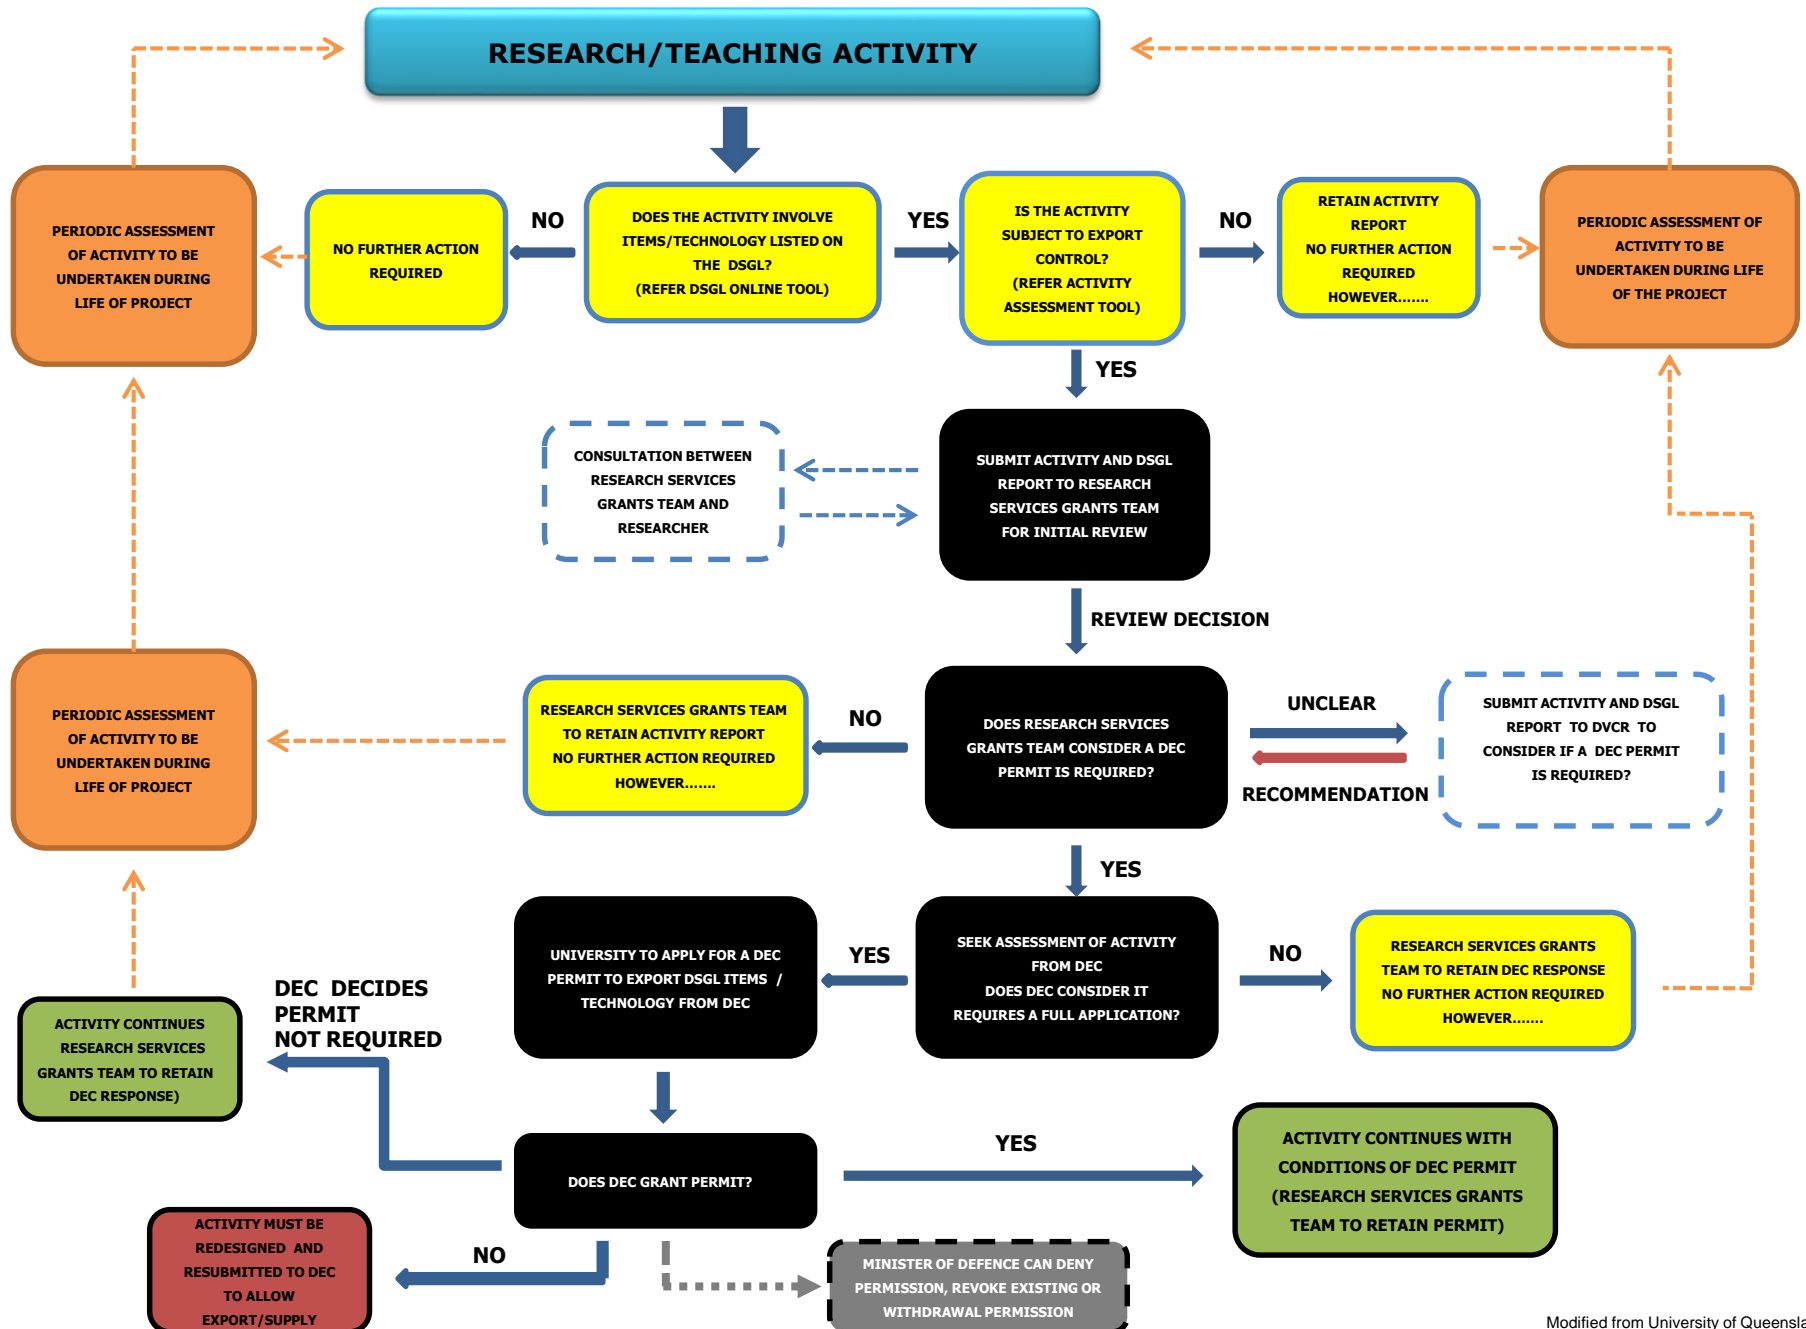 RESEARCH/TEACHING ACTIVITY
PERIODIC ASSESSMENT
OF ACTIVITY TO BE
UNDERTAKEN DURING
LIFE OF PROJECT
NO FURTHER ACTION
REQUIRED
NO
DOES THE ACTIVITY INVOLVE
ITEMS/TECHNOLOGY LISTED ON
THE DSGL?
(REFER DSGL ONLINE TOOL)
YES
IS THE ACTIVITY
SUBJECT TO EXPORT
CONTROL?
(REFER ACTIVITY
ASSESSMENT TOOL)
NO
RETAIN ACTIVITY
REPORT
NO FURTHER ACTION
REQUIRED
HOWEVER.......
PERIODIC ASSESSMENT OF
ACTIVITY TO BE
UNDERTAKEN DURING LIFE
OF THE PROJECT
YES
CONSULTATION BETWEEN
RESEARCH SERVICES
GRANTS TEAM AND
RESEARCHER
SUBMIT ACTIVITY AND DSGL
REPORT TO RESEARCH
SERVICES GRANTS TEAM
FOR INITIAL REVIEW
REVIEW DECISION
PERIODIC ASSESSMENT
OF ACTIVITY TO BE
UNDERTAKEN DURING
LIFE OF PROJECT
RESEARCH SERVICES GRANTS TEAM
TO RETAIN ACTIVITY REPORT
NO FURTHER ACTION REQUIRED
HOWEVER.......
NO
DOES RESEARCH SERVICES
GRANTS TEAM CONSIDER A DEC
PERMIT IS REQUIRED?
UNCLEAR
RECOMMENDATION
SUBMIT ACTIVITY AND DSGL
REPORT TO DVCR TO
CONSIDER IF A DEC PERMIT
IS REQUIRED?
YES
UNIVERSITY TO APPLY FOR A DEC
PERMIT TO EXPORT DSGL ITEMS /
TECHNOLOGY FROM DEC
YES
SEEK ASSESSMENT OF ACTIVITY
FROM DEC
DOES DEC CONSIDER IT
REQUIRES A FULL APPLICATION?
NO
RESEARCH SERVICES GRANTS
TEAM TO RETAIN DEC RESPONSE
NO FURTHER ACTION REQUIRED
HOWEVER.......
DEC DECIDES
PERMIT
NOT REQUIRED
ACTIVITY CONTINUES
RESEARCH SERVICES
GRANTS TEAM TO RETAIN
DEC RESPONSE)
DOES DEC GRANT PERMIT?
YES
ACTIVITY CONTINUES WITH
CONDITIONS OF DEC PERMIT
(RESEARCH SERVICES GRANTS
TEAM TO RETAIN PERMIT)
ACTIVITY MUST BE
REDESIGNED AND
RESUBMITTED TO DEC
TO ALLOW
EXPORT/SUPPLY
NO
MINISTER OF DEFENCE CAN DENY
PERMISSION, REVOKE EXISTING OR
WITHDRAWAL PERMISSION
Modified from University of